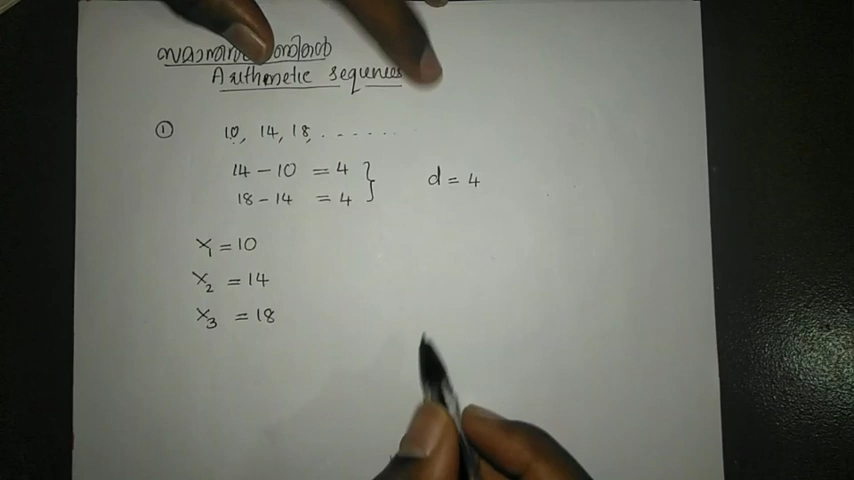 Arithmetic sequences
① 10, 14, 18, ......
14 - 10 = 4
18 - 14 = 4 } d = 4
x₁ = 10
x₂ = 14
x₃ = 18